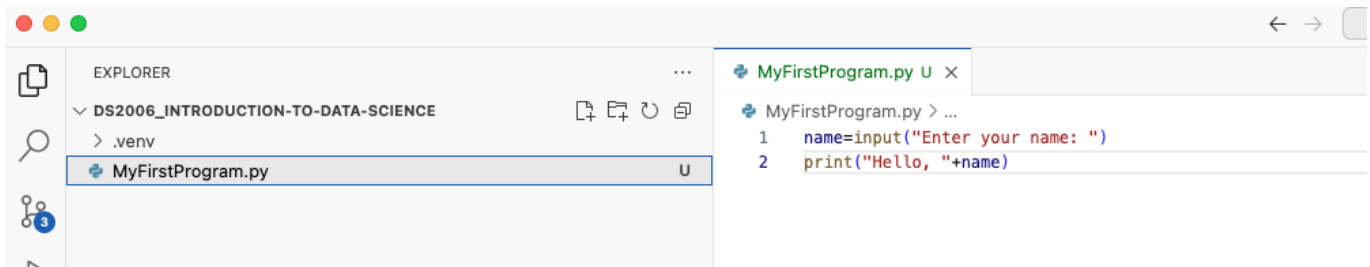 EXPLORER
...
DS2006_INTRODUCTION-TO-DATA-SCIENCE
.venv
MyFirstProgram.py U
3
MyFirstProgram.py U
MyFirstProgram.py > ...
1 name=input("Enter your name: ")
2 print("Hello, "+name)